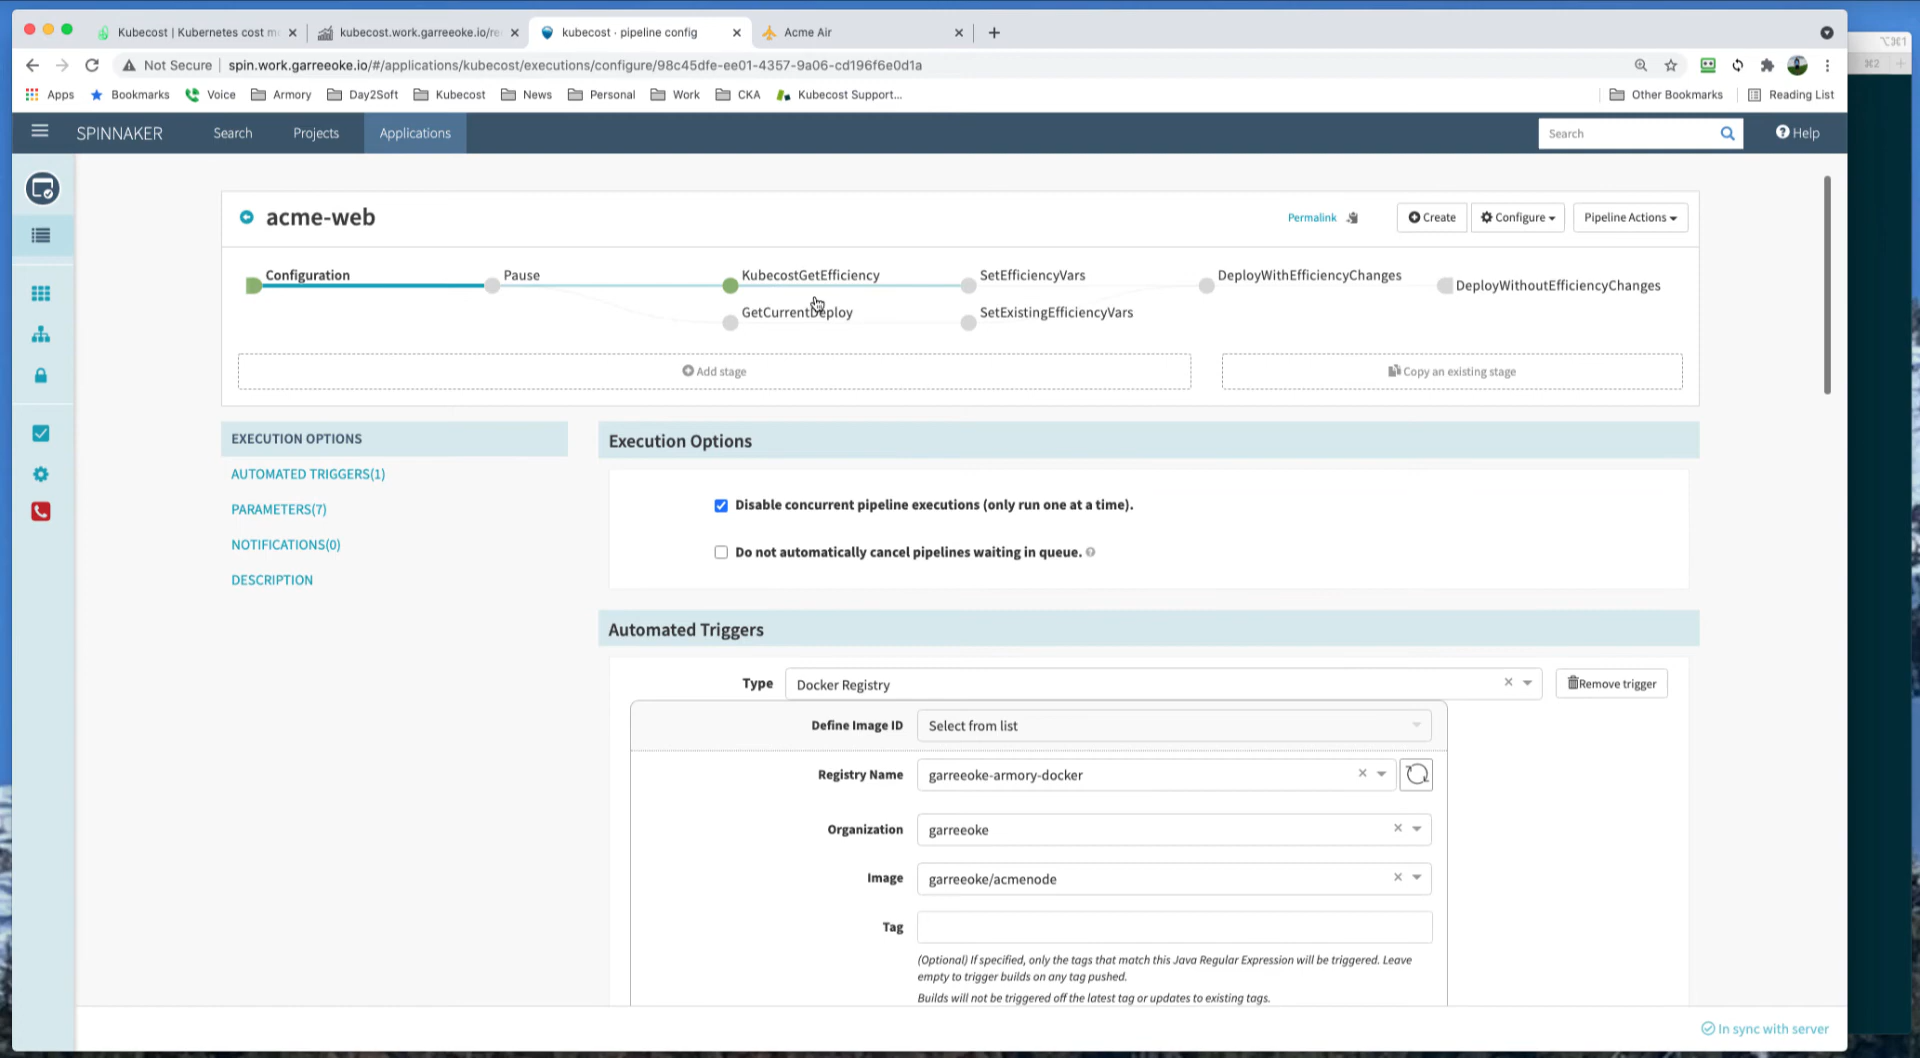 Kubecost | Kubernetes cost m
kubecost.work.garreeoke.io/re
kubecost · pipeline config
Acme Air
Not Secure | spin.work.garreeoke.io/#/applications/kubecost/executions/configure/98c45dfe-ee01-4357-9a06-cd196f6e0d1a
Apps Bookmarks Voice Armory Day2Soft Kubecost News Personal Work CKA Kubecost Support... Other Bookmarks Reading List
SPINNAKER Search Projects Applications Search Help
acme-web
Permalink Create Configure Pipeline Actions
Configuration Pause KubecostGetEfficiency SetEfficiencyVars DeployWithEfficiencyChanges DeployWithoutEfficiencyChanges
GetCurrentDeploy SetExistingEfficiencyVars
Add stage Copy an existing stage
EXECUTION OPTIONS
AUTOMATED TRIGGERS(1)
PARAMETERS(7)
NOTIFICATIONS(0)
DESCRIPTION
Execution Options
Disable concurrent pipeline executions (only run one at a time).
Do not automatically cancel pipelines waiting in queue.
Automated Triggers
Type Docker Registry Remove trigger
Define Image ID Select from list
Registry Name garreeoke-armory-docker
Organization garreeoke
Image garreeoke/acmenode
Tag
(Optional) If specified, only the tags that match this Java Regular Expression will be triggered. Leave
empty to trigger builds on any tag pushed.
Builds will not be triggered off the latest tag or updates to existing tags.
In sync with server